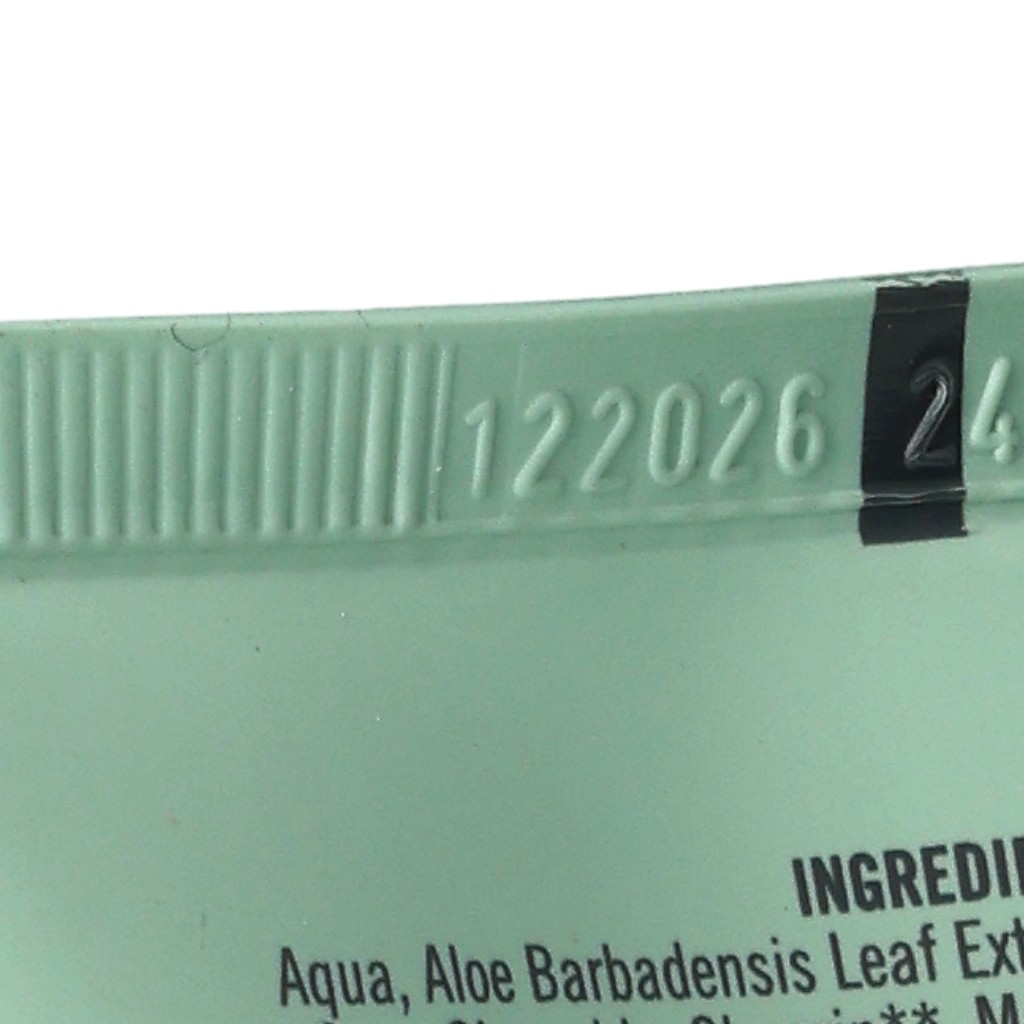 122026 24
INGREDI
Aqua, Aloe Barbadensis Leaf Ext